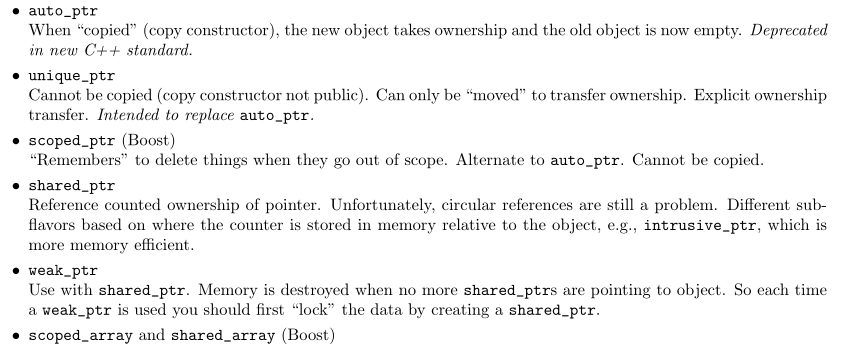 • auto_ptr
When “copied” (copy constructor), the new object takes ownership and the old object is now empty. Deprecated
in new C++ standard.
• unique_ptr
Cannot be copied (copy constructor not public). Can only be “moved” to transfer ownership. Explicit ownership
transfer. Intended to replace auto_ptr.
• scoped_ptr (Boost)
“Remembers” to delete things when they go out of scope. Alternate to auto_ptr. Cannot be copied.
• shared_ptr
Reference counted ownership of pointer. Unfortunately, circular references are still a problem. Different sub-
flavors based on where the counter is stored in memory relative to the object, e.g., intrusive_ptr, which is
more memory efficient.
• weak_ptr
Use with shared_ptr. Memory is destroyed when no more shared_ptrs are pointing to object. So each time
a weak_ptr is used you should first “lock” the data by creating a shared_ptr.
• scoped_array and shared_array (Boost)